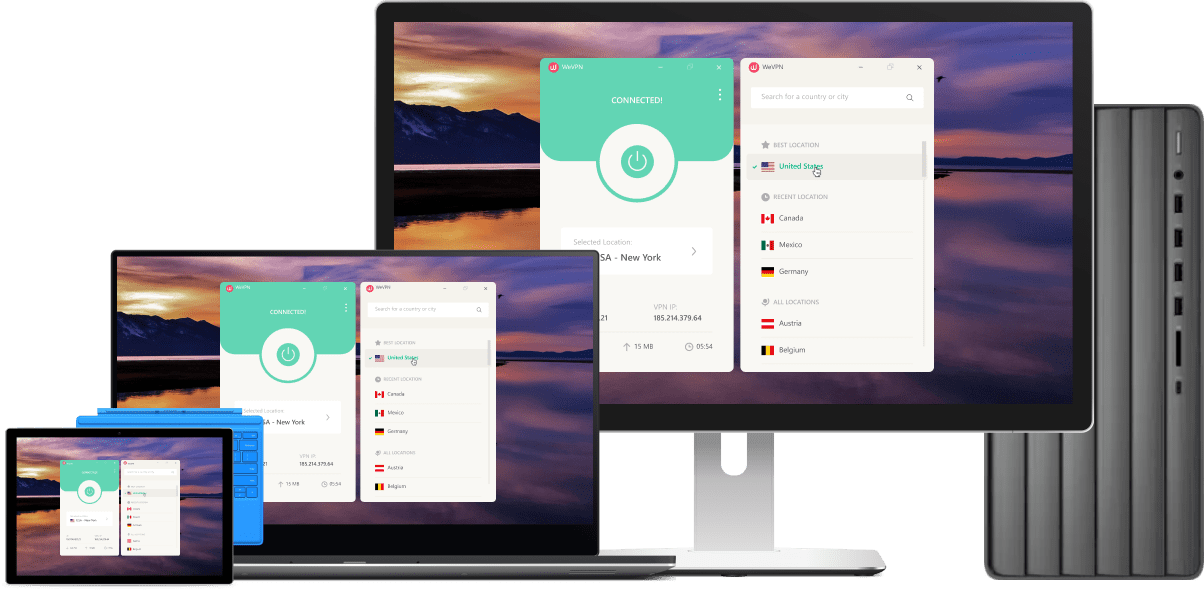 WeVPN
CONNECTED!
Selected Location:
SA - New York
VPN IP:
.21
185.214.379.64
15 MB
05:54
WeVPN
Search for a country or city
BEST LOCATION
United States
RECENT LOCATION
Canada
Mexico
Germany
ALL LOCATIONS
Austria
Belgium
WeVPN
CONNECTED!
Selected Location:
SA - New York
VPN IP:
21
185.214.379.64
15 MB
05:54
WeVPN
Search for a country or city
BEST LOCATION
United States
RECENT LOCATION
Canada
Mexico
Germany
ALL LOCATIONS
Austria
Belgium
CONNECTED!
USA - New York